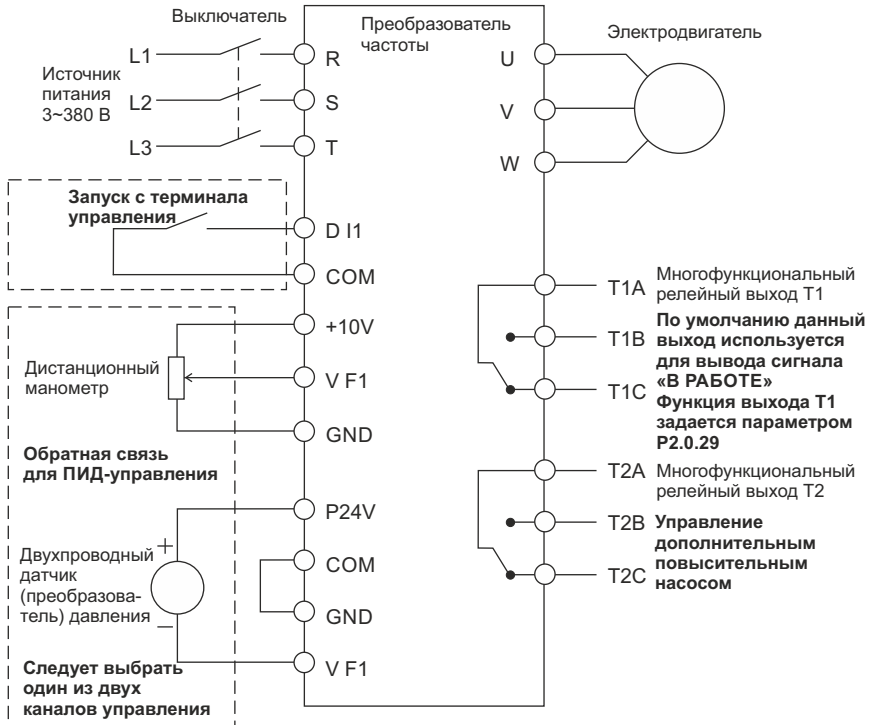 Выключатель
Преобразователь
частоты
Электродвигатель
Источник
питания
3~380 В
L1
R
U
L2
S
V
L3
T
W
Запуск с терминала
управления
D I1
COM
+10V
Дистанционный
манометр
V F1
GND
Обратная связь
для ПИД-управления
P24V
Двухпроводный
датчик
(преобразова-
тель) давления
+
–
COM
GND
V F1
Следует выбрать
один из двух
каналов управления
T1A
Многофункциональный
релейный выход T1
T1B
По умолчанию данный
выход используется
для вывода сигнала
«В РАБОТЕ»
T1C
Функция выхода T1
задается параметром
P2.0.29
T2A
Многофункциональный
релейный выход T2
T2B
Управление
дополнительным
повысительным
насосом
T2C